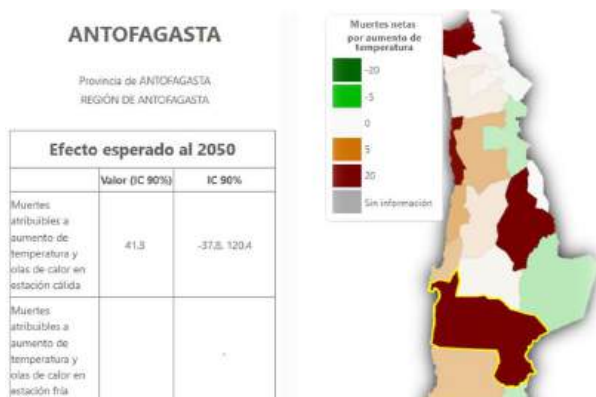 ANTOFAGASTA
Provincia de ANTOFAGASTA
REGIÓN DE ANTOFAGASTA
Efecto esperado al 2050
Valor (IC 90%) IC 90%
Muertes
atribuibles a
aumento de
temperatura y
olas de calor en
estación cálida
41.3 -37.8, 120.4
Muertes
atribuibles a
aumento de
temperatura y
olas de calor en
estación fría
-
Muertes netas
por aumento de
temperatura
-20
-5
0
5
20
Sin información